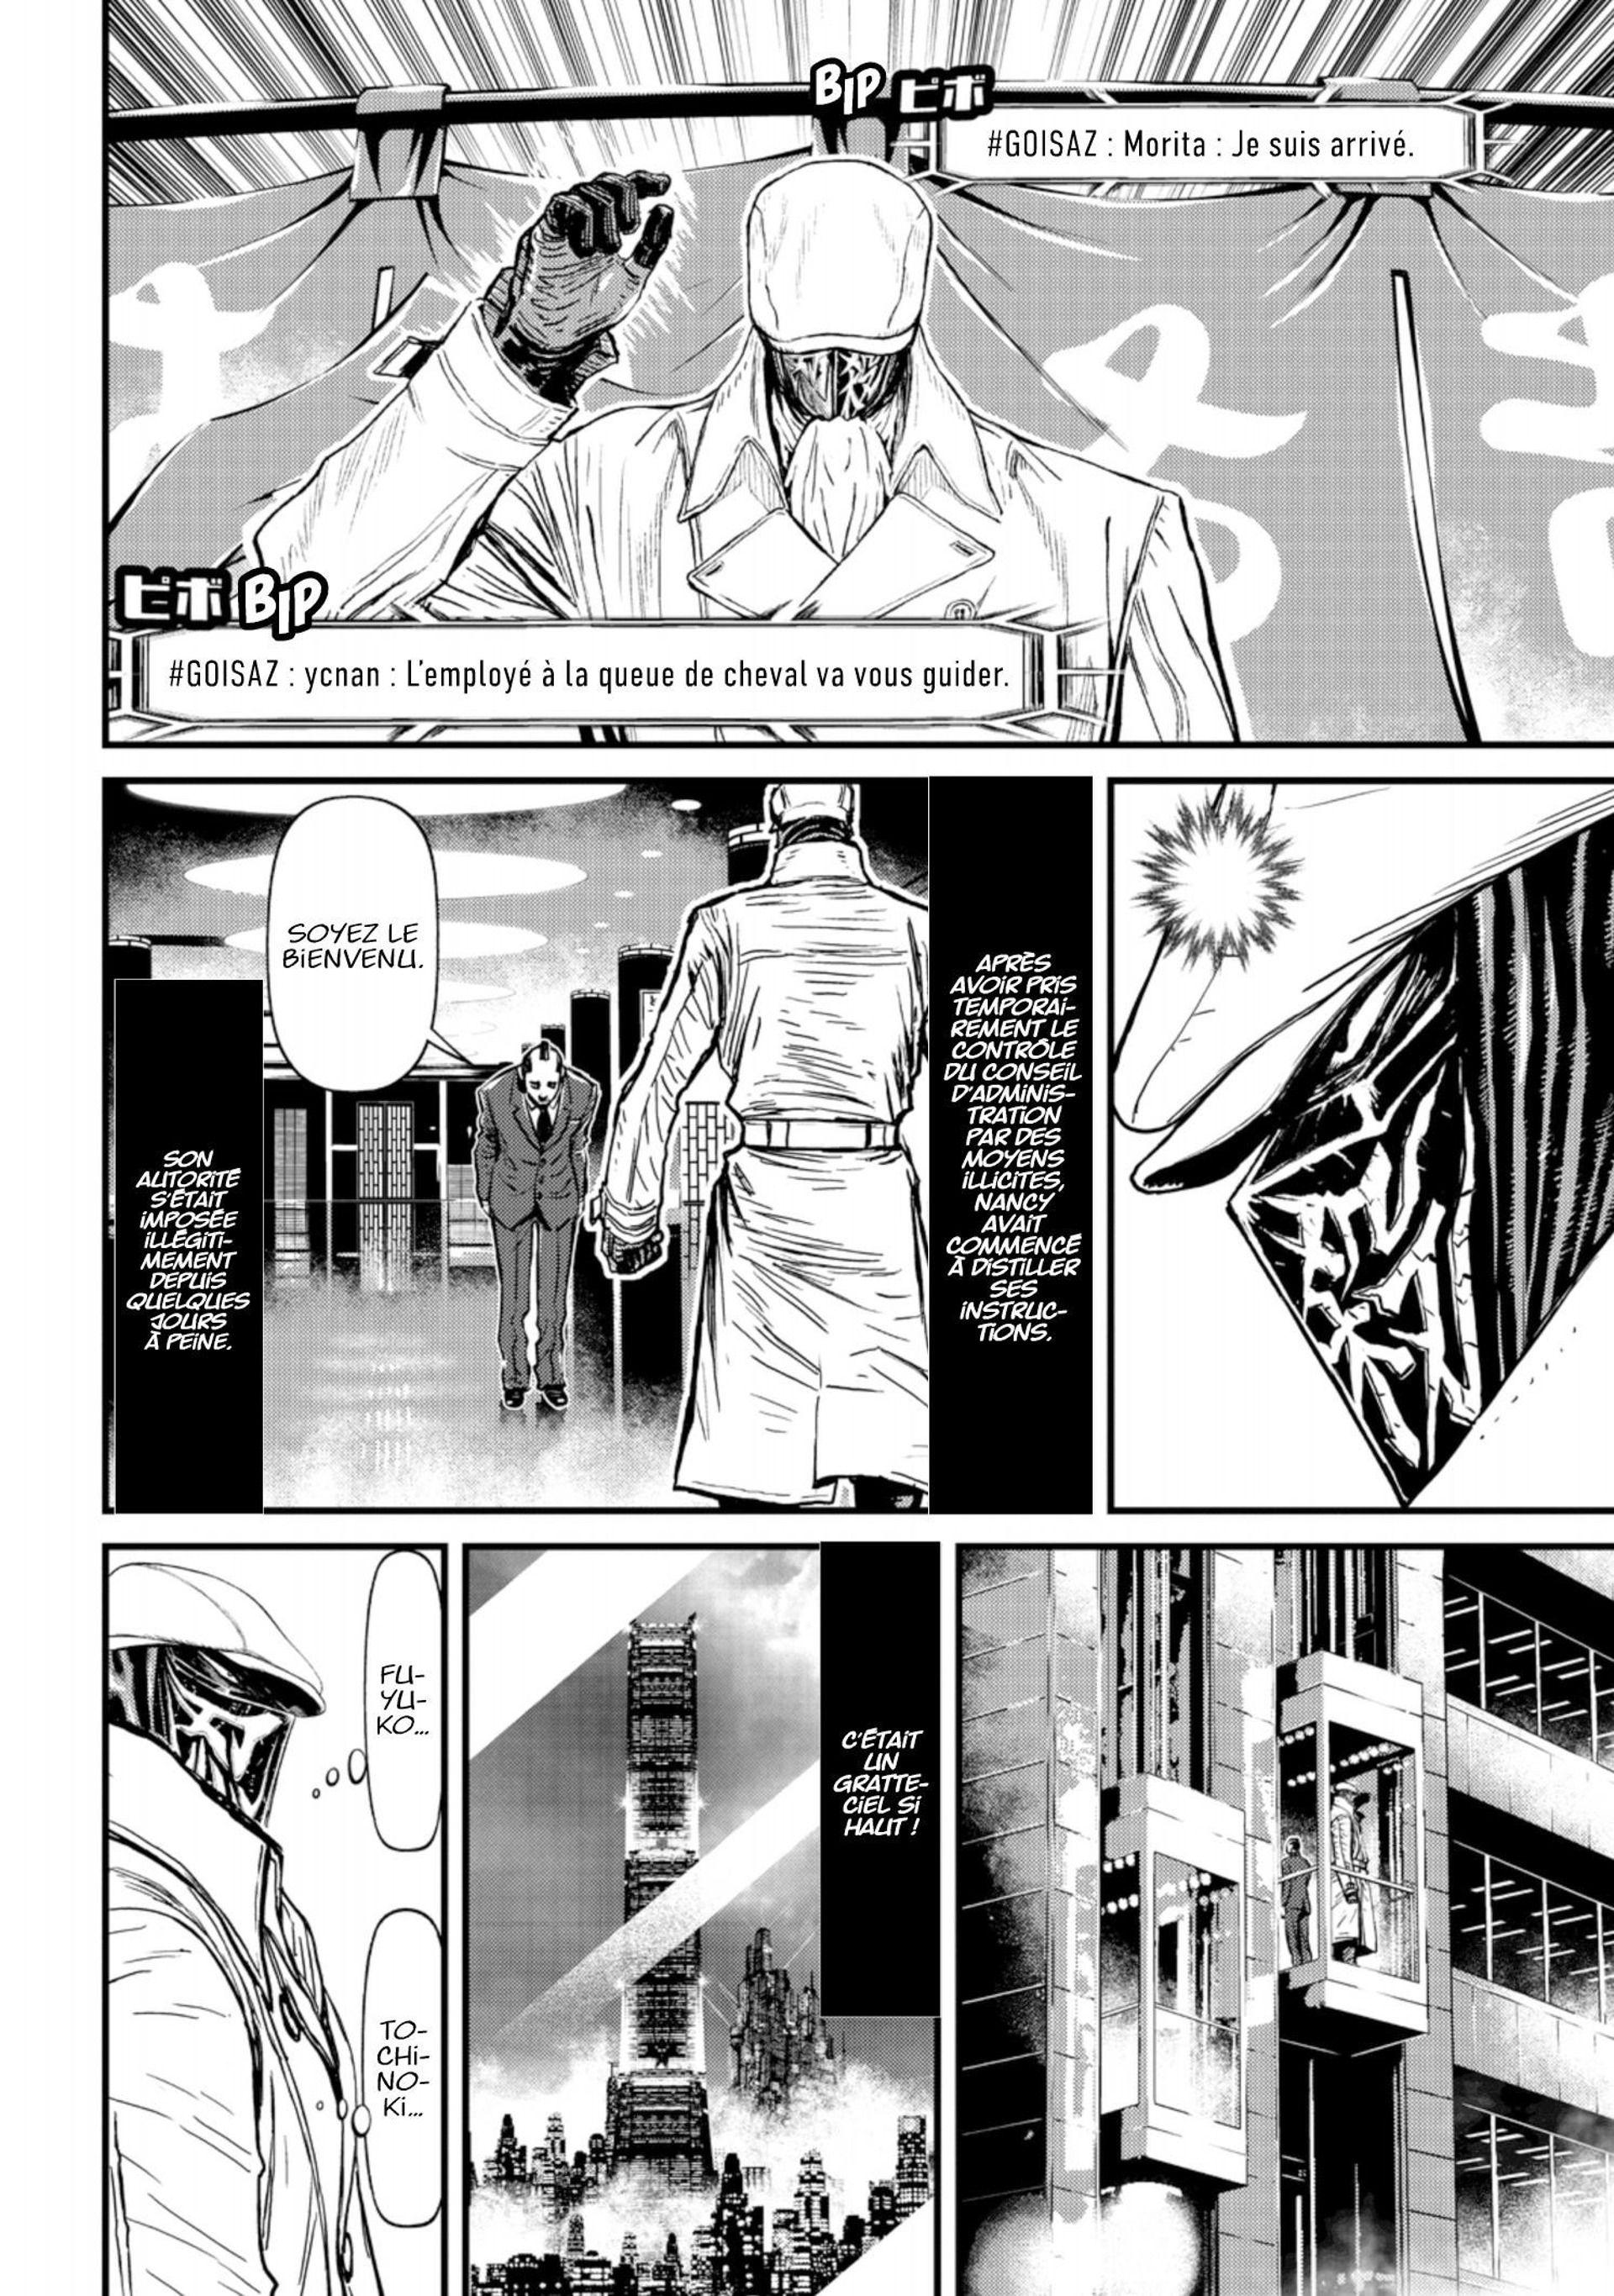 BIP ピボ
#GOISAZ : Morita : Je suis arrivé.
ピボ BIP
#GOISAZ : ycnan : L'employé à la queue de cheval va vous guider.
APRÈS
AVOIR PRIS
TEMPORAI-
REMENT LE
CONTRÔLE
DU CONSEIL
D'ADMINIS-
TRATION
PAR DES
MOYENS
ILLICITES,
NANCY
AVAIT
COMMENCÉ
À DISTILLER
SES
INSTRUC-
TIONS.
SOYEZ LE
BIENVENU.
SON
AUTORITÉ
S'ÉTAIT
IMPOSÉE
ILLÉGITI-
MEMENT
DEPUIS
QUELQUES
JOURS
À PEINE.
C'ÉTAIT
UN
GRATTE-
CIEL SI
HAUT !
FU-
YU-
KO...
TO-
CHI-
NO-
KI...